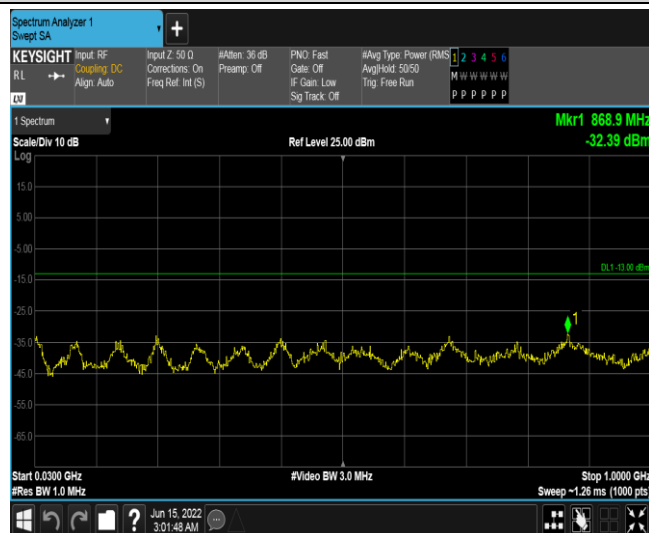 Spectrum Analyzer 1
Swept SA
+
KEYSIGHT
RL
Input: RF
Coupling: DC
Align: Auto
Input Z: 50 Ω
Corrections: On
Freq Ref: Int (S)
#Atten: 36 dB
Preamp: Off
PNO: Fast
Gate: Off
IF Gain: Low
Sig Track: Off
#Avg Type: Power (RMS
Avg|Hold: 50/50
Trig: Free Run
1 2 3 4 5 6
M W W W W W
P P P P P P
1 Spectrum
Scale/Div 10 dB
Ref Level 25.00 dBm
Mkr1 868.9 MHz
-32.39 dBm
Log
15.0
5.00
-5.00
DL1 -13.00 dBm
-15.0
-25.0
1
-35.0
-45.0
-55.0
-65.0
Start 0.0300 GHz
#Video BW 3.0 MHz
Stop 1.0000 GHz
#Res BW 1.0 MHz
Sweep ~1.26 ms (1000 pts)
?
Jun 15, 2022
3:01:48 AM